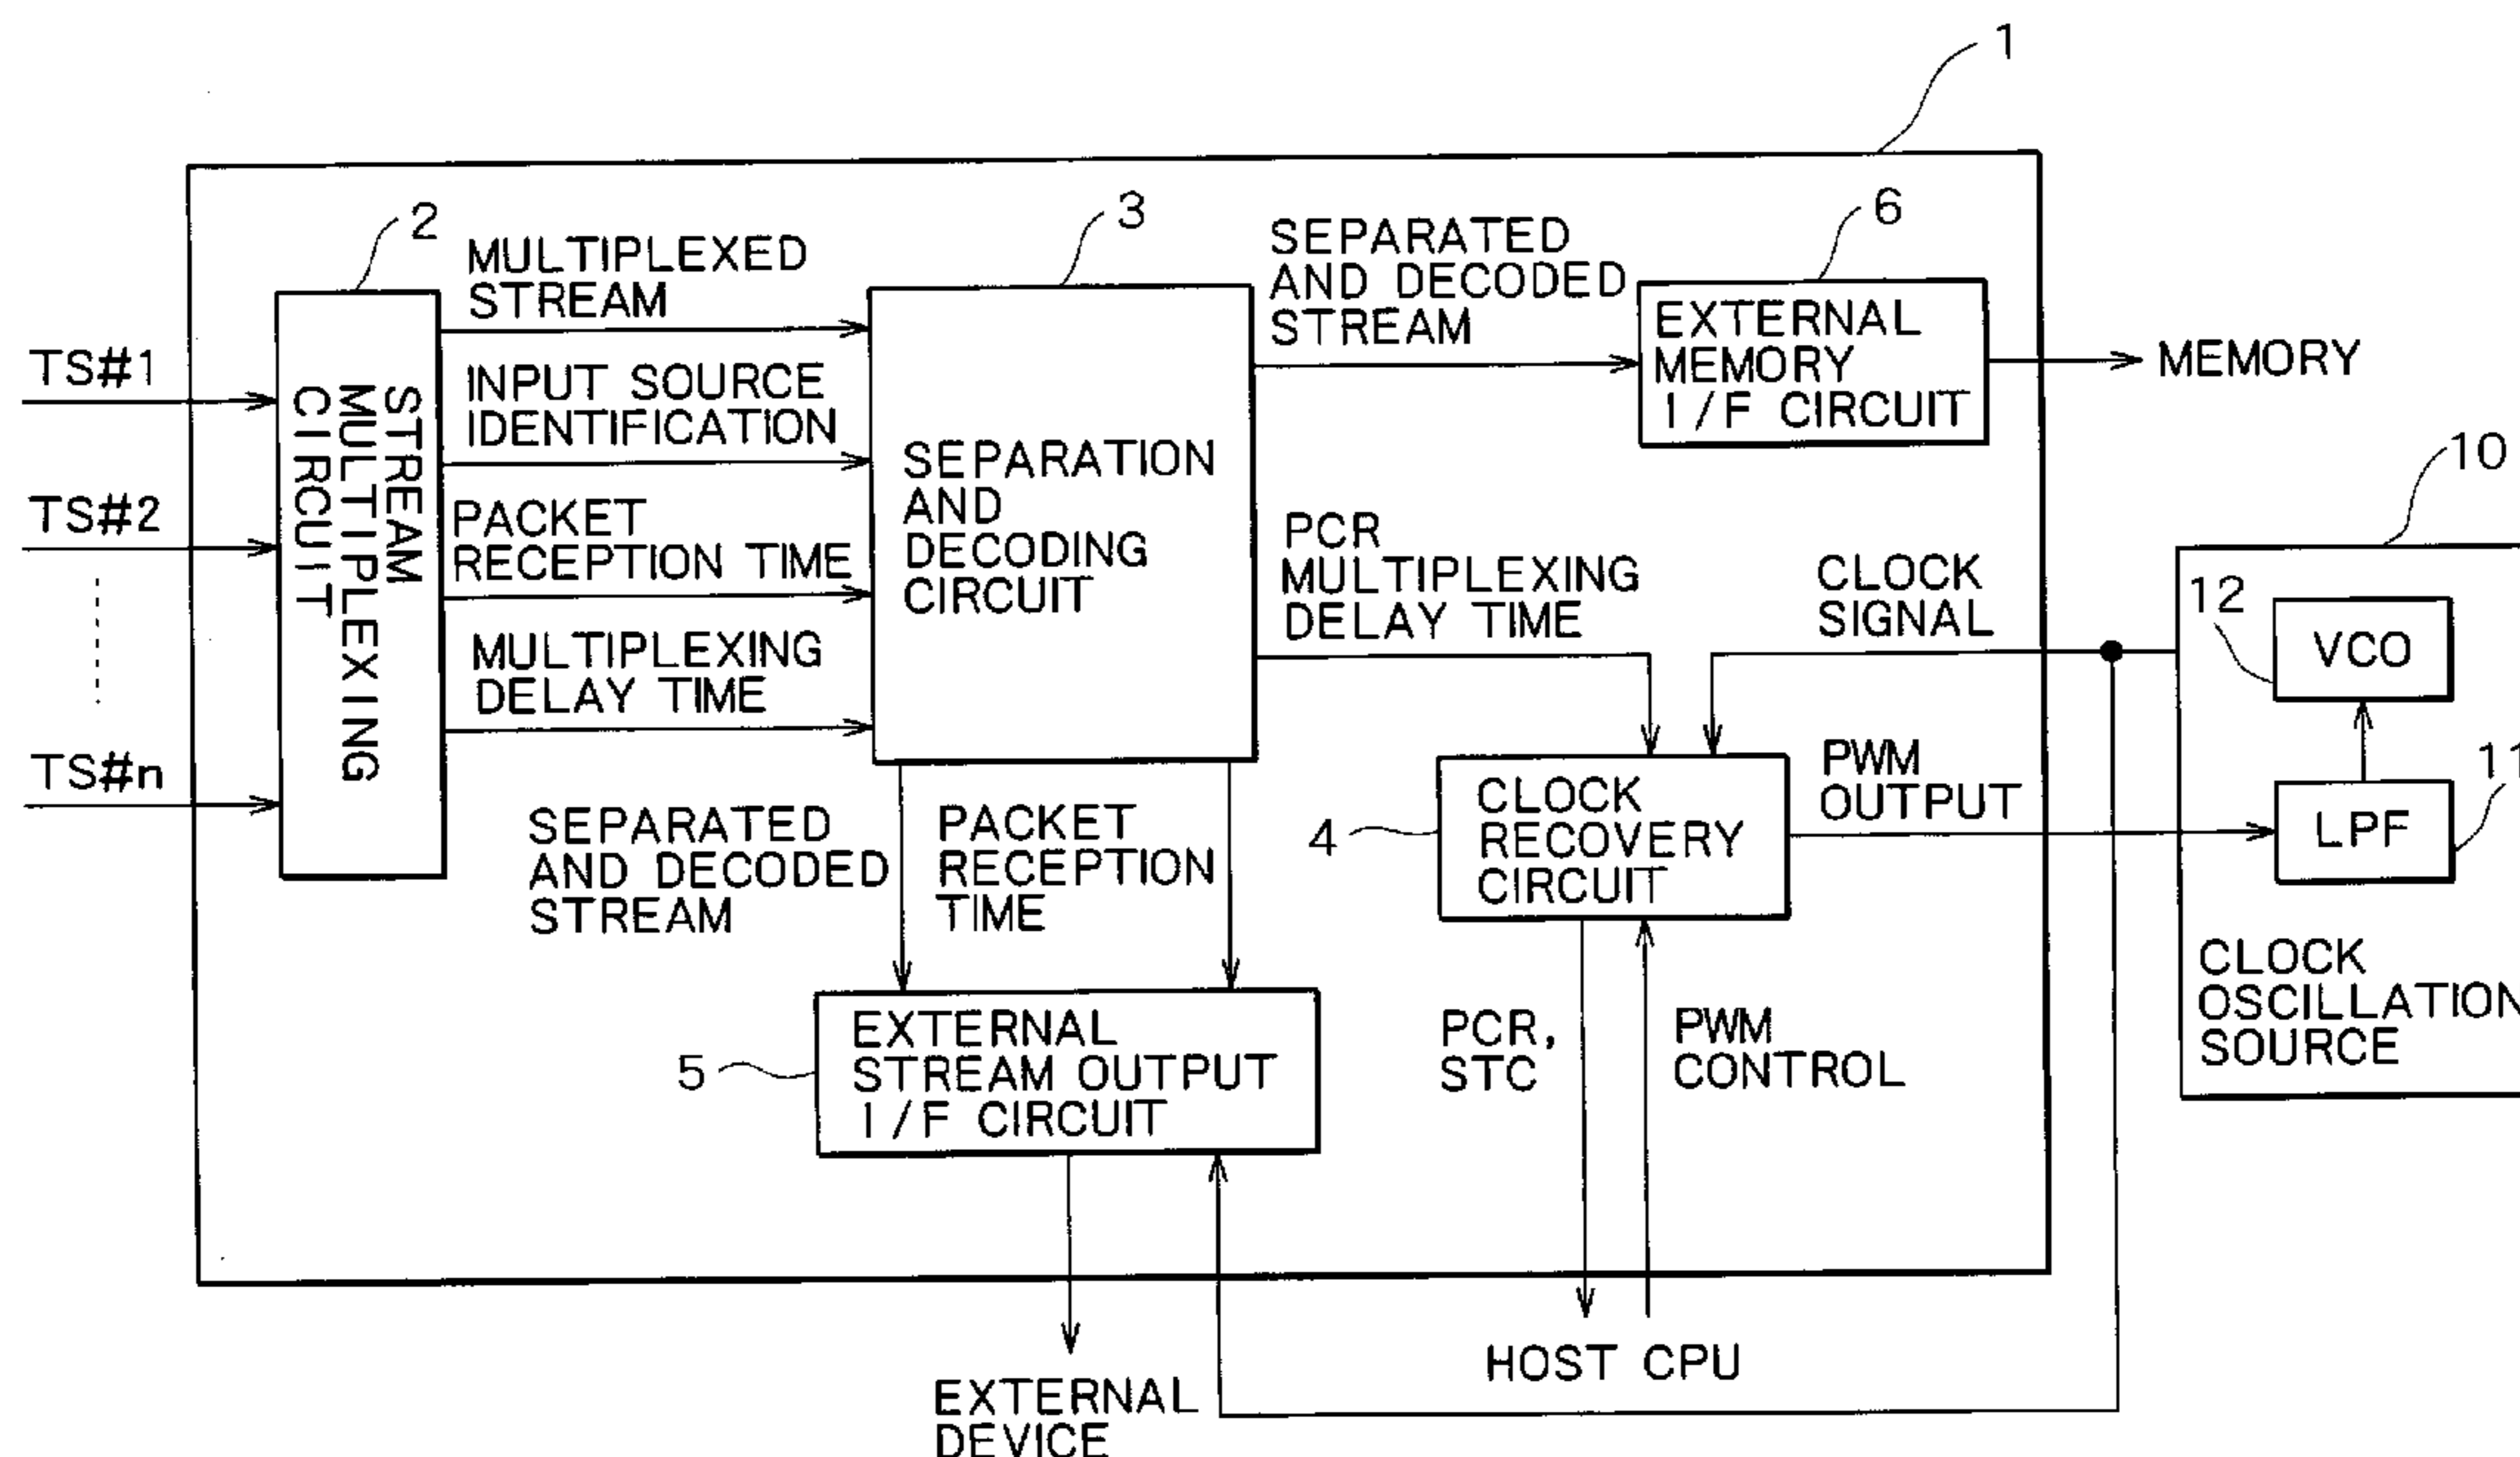 1
2
MULTIPLEXED
STREAM
3
SEPARATED
AND DECODED
STREAM
6
EXTERNAL
MEMORY
I/F CIRCUIT
MEMORY
TS#1
TS#2
TS#n
STREAM
MULTIPLEXING
CIRCUIT
INPUT SOURCE
IDENTIFICATION
PACKET
RECEPTION TIME
MULTIPLEXING
DELAY TIME
SEPARATION
AND
DECODING
CIRCUIT
PCR
MULTIPLEXING
DELAY TIME
CLOCK
SIGNAL
10
12
VCO
11
LPF
CLOCK
OSCILLATION
SOURCE
4
CLOCK
RECOVERY
CIRCUIT
PWM
OUTPUT
SEPARATED
AND DECODED
STREAM
PACKET
RECEPTION
TIME
5
EXTERNAL
STREAM OUTPUT
I/F CIRCUIT
PCR,
STC
PWM
CONTROL
HOST CPU
EXTERNAL
DEVICE